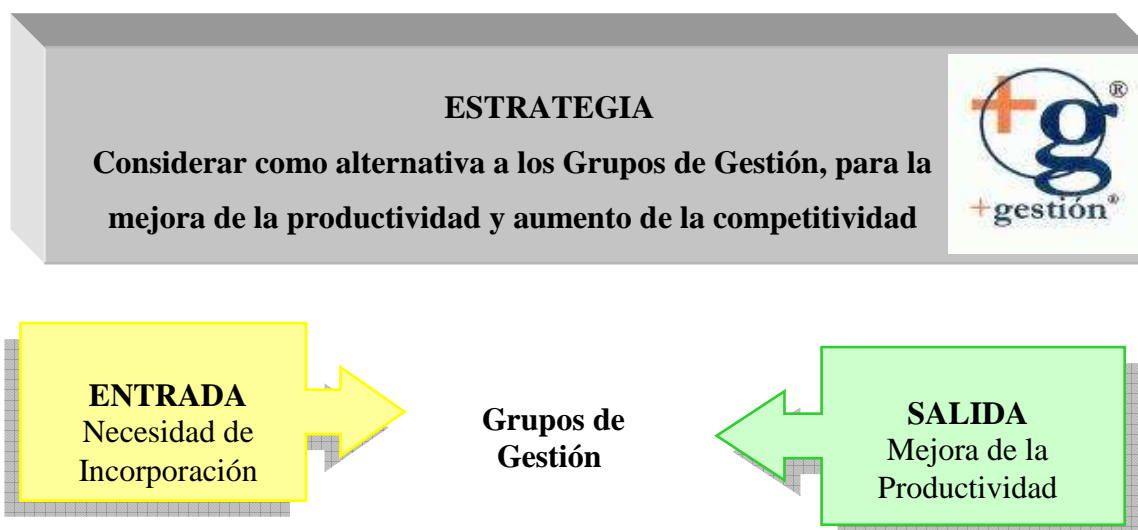 ESTRATEGIA
Considerar como alternativa a los Grupos de Gestión, para la
mejora de la productividad y aumento de la competitividad
+g®
+gestión®
ENTRADA
Necesidad de
Incorporación
Grupos de
Gestión
SALIDA
Mejora de la
Productividad